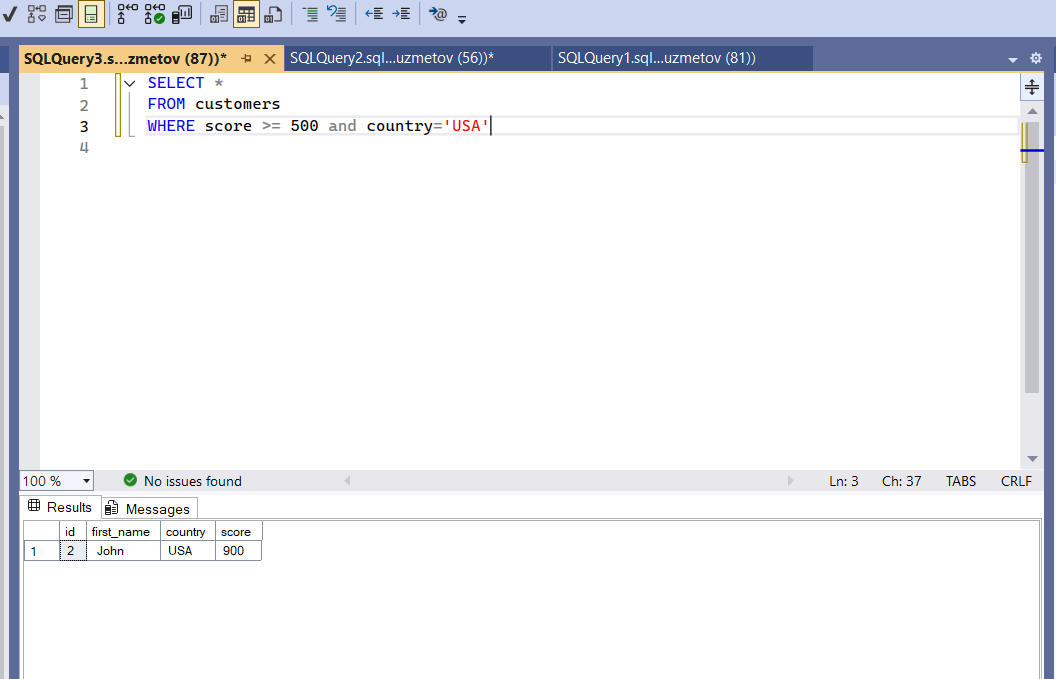 SQLQuery3.s...zmetov (87))* SQLQuery2.sql...uzmetov (56))* SQLQuery1.sql...uzmetov (81))
1 SELECT *
2 FROM customers
3 WHERE score >= 500 and country='USA'
4
100 % No issues found Ln: 3 Ch: 37 TABS CRLF
Results Messages
id first_name country score
1 2 John USA 900